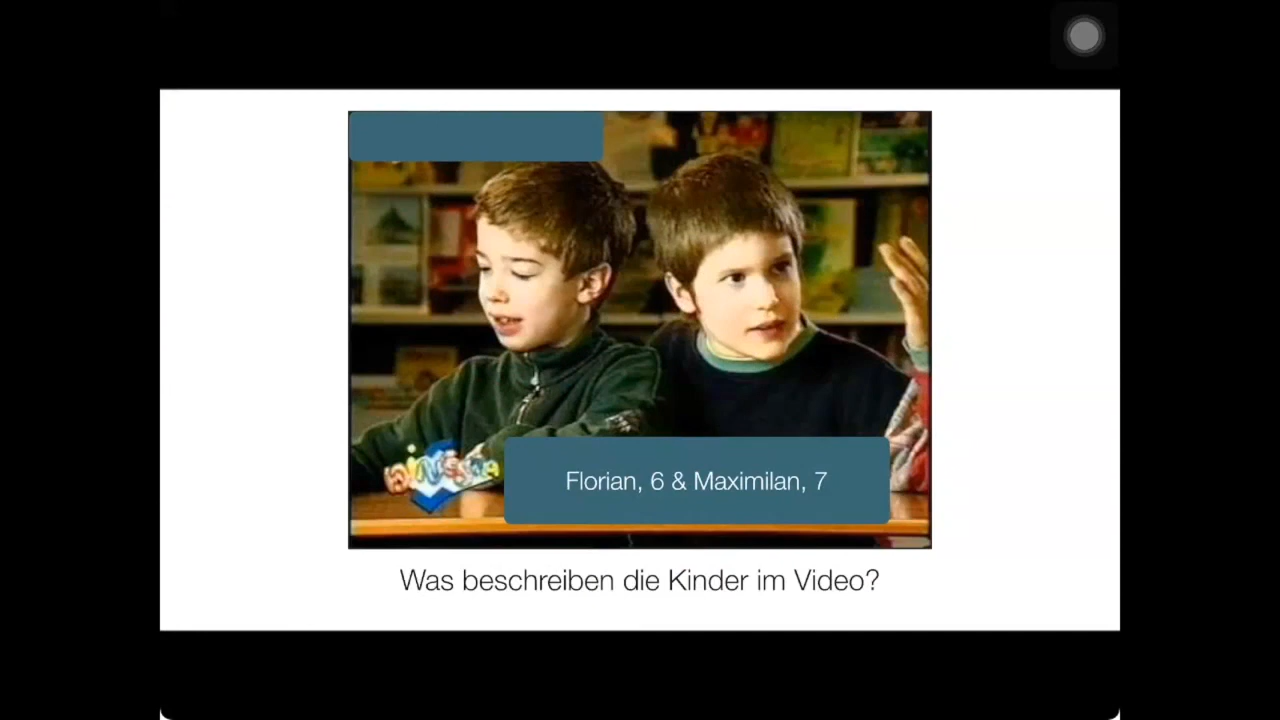 Florian, 6 & Maximilan, 7
Was beschreiben die Kinder im Video?